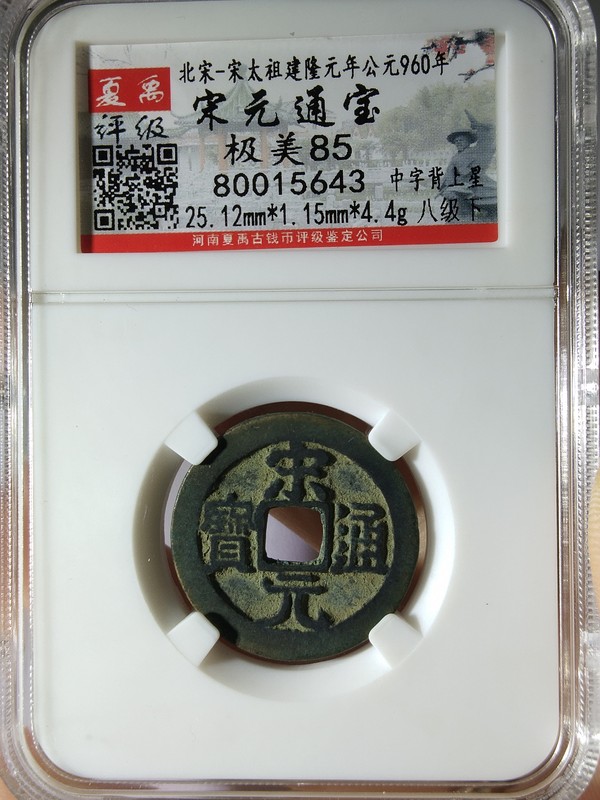 北宋-宋太祖建隆元年公元960年
夏禹
评级
宋元通宝
极美85
80015643 中字背上星
25.12mm*1.15mm*4.4g 八级下
河南夏禹古钱币评级鉴定公司
宋
寶 通
元